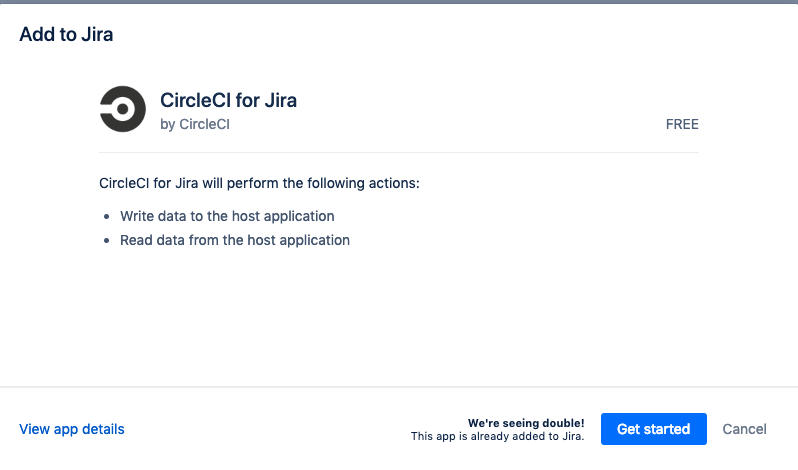 Add to Jira
CircleCI for Jira
by CircleCI
FREE
CircleCI for Jira will perform the following actions:
• Write data to the host application
• Read data from the host application
View app details
We're seeing double!
This app is already added to Jira.
Get started
Cancel